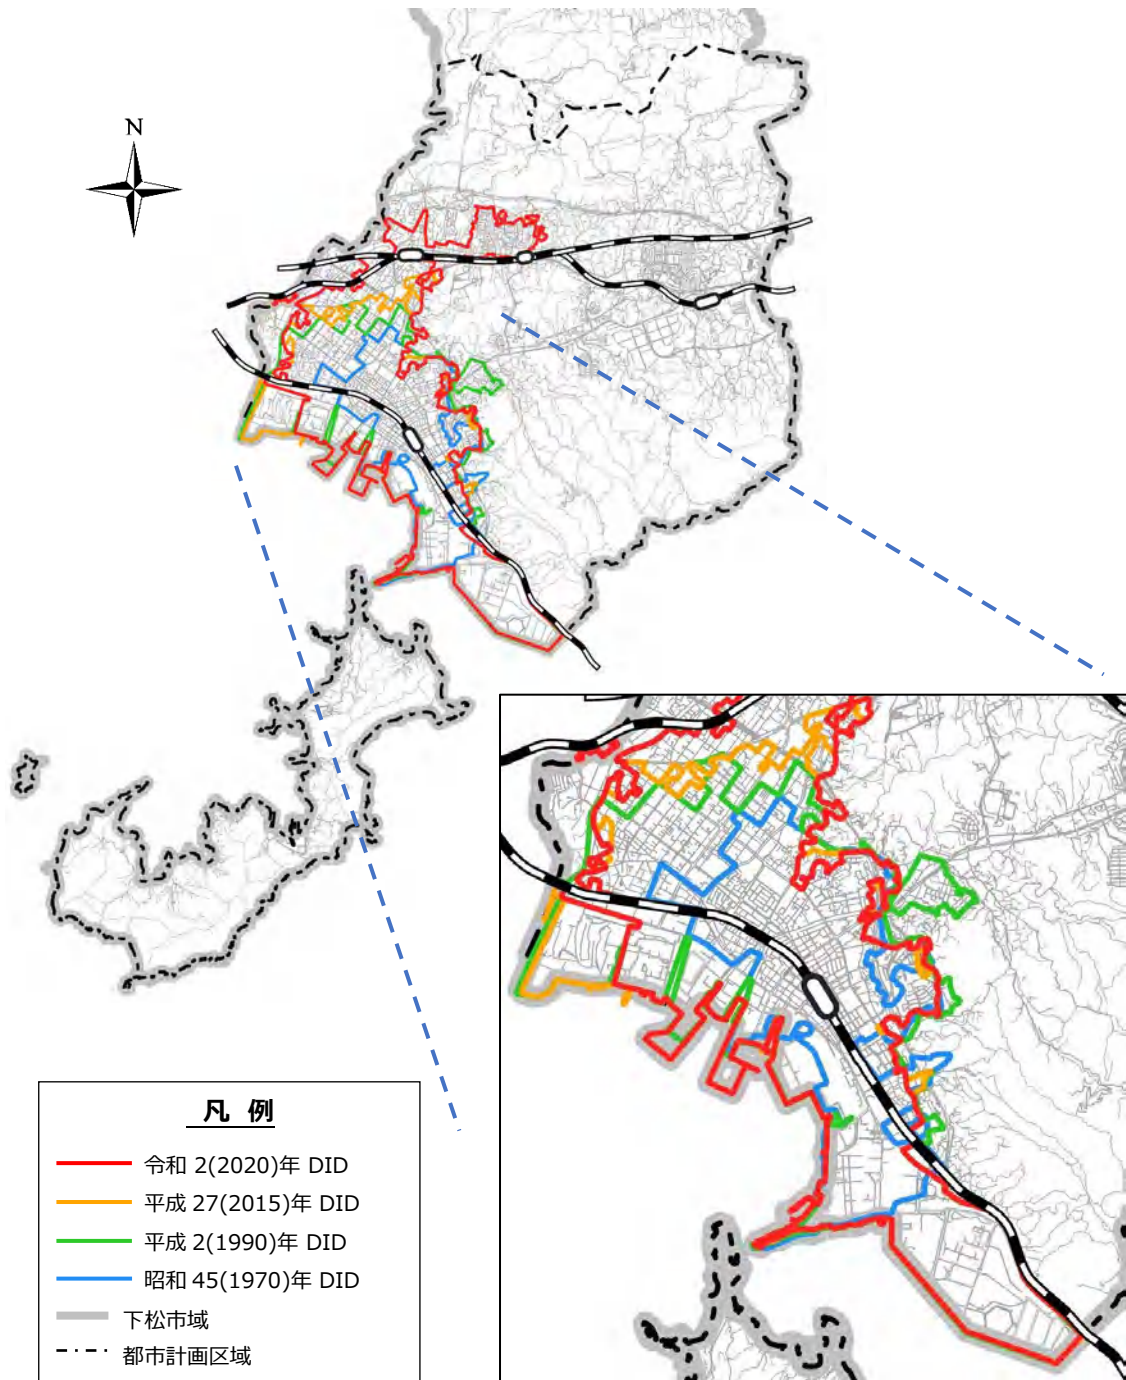 N
凡 例
令和 2(2020)年 DID
平成 27(2015)年 DID
平成 2(1990)年 DID
昭和 45(1970)年 DID
下松市域
都市計画区域